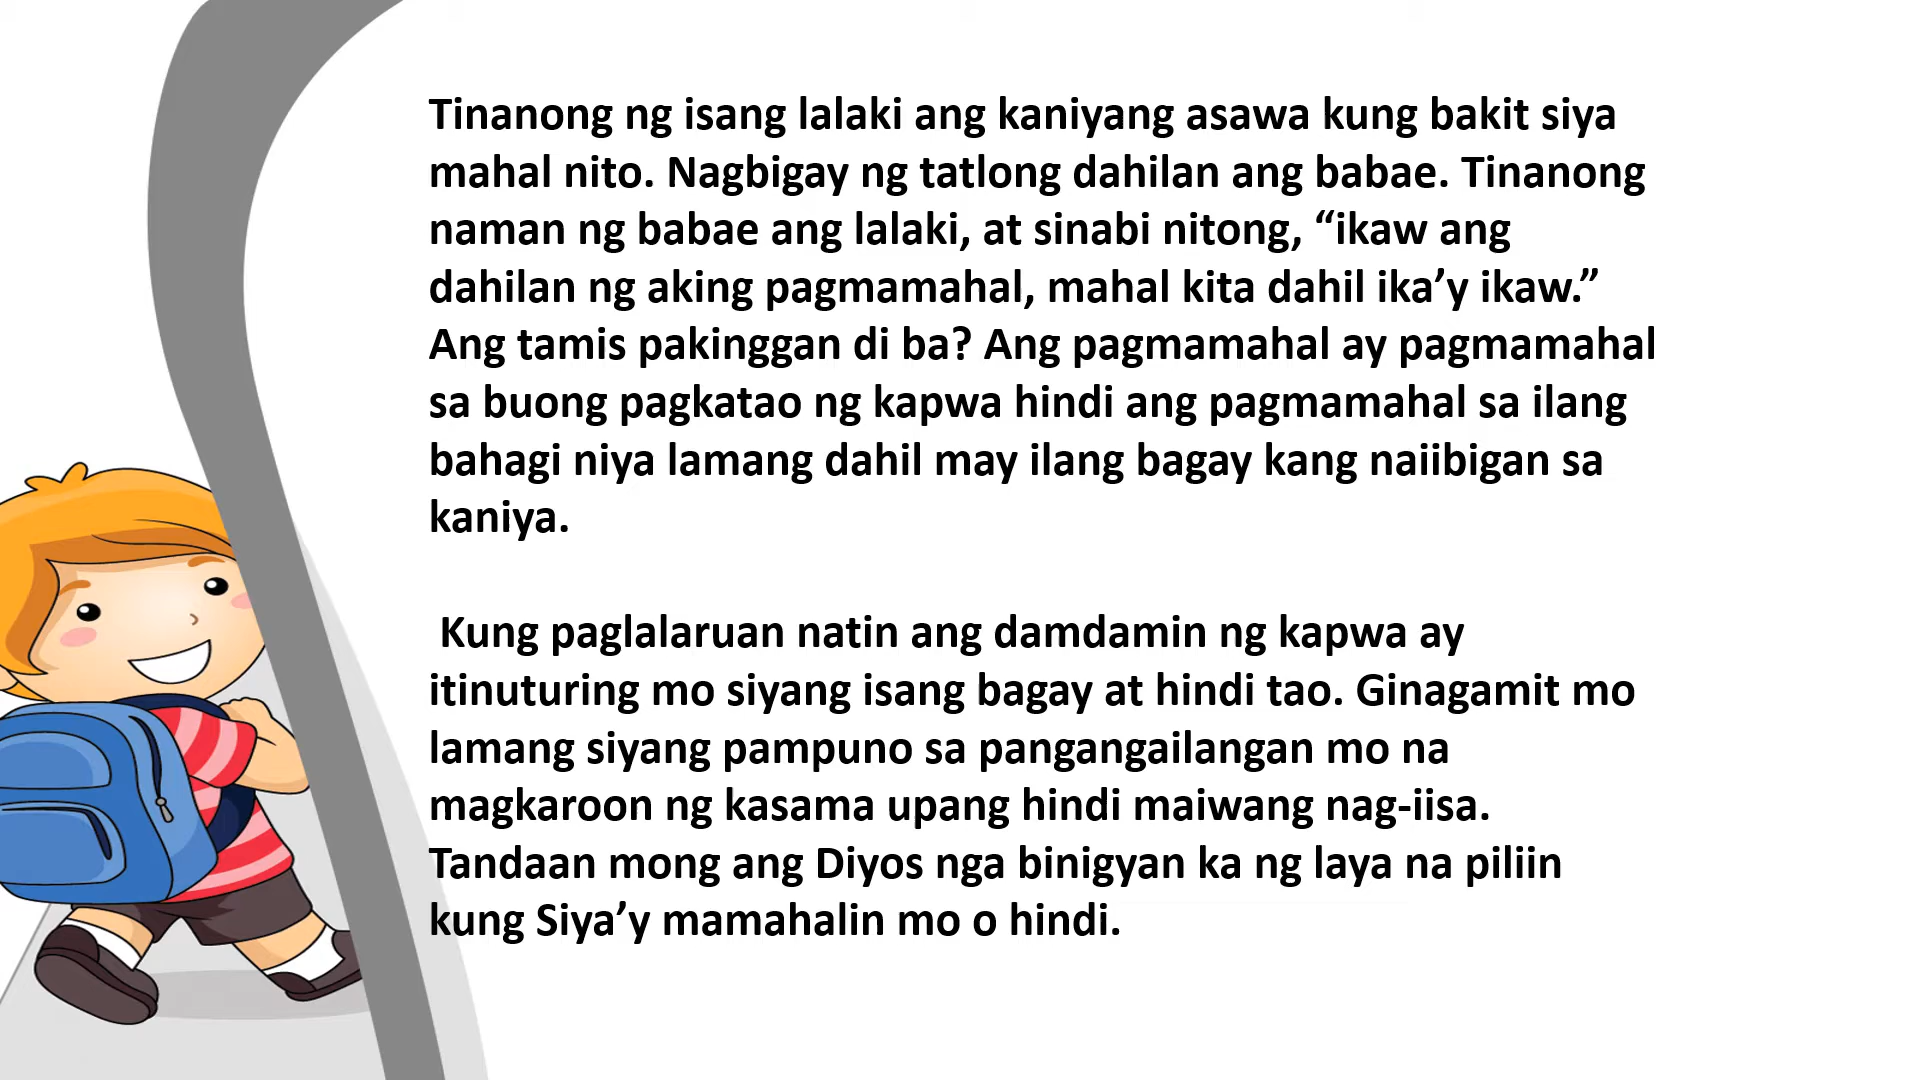 Tinanong ng isang lalaki ang kaniyang asawa kung bakit siya
mahal nito. Nagbigay ng tatlong dahilan ang babae. Tinanong
naman ng babae ang lalaki, at sinabi nitong, “ikaw ang
dahilan ng aking pagmamahal, mahal kita dahil ika’y ikaw.”
Ang tamis pakinggan di ba? Ang pagmamahal ay pagmamahal
sa buong pagkatao ng kapwa hindi ang pagmamahal sa ilang
bahagi niya lamang dahil may ilang bagay kang naiibigan sa
kaniya.
Kung paglalaruan natin ang damdamin ng kapwa ay
itinuturing mo siyang isang bagay at hindi tao. Ginagamit mo
lamang siyang pampuno sa pangangailangan mo na
magkaroon ng kasama upang hindi maiwang nag-iisa.
Tandaan mong ang Diyos nga binigyan ka ng laya na piliin
kung Siya’y mamahalin mo o hindi.